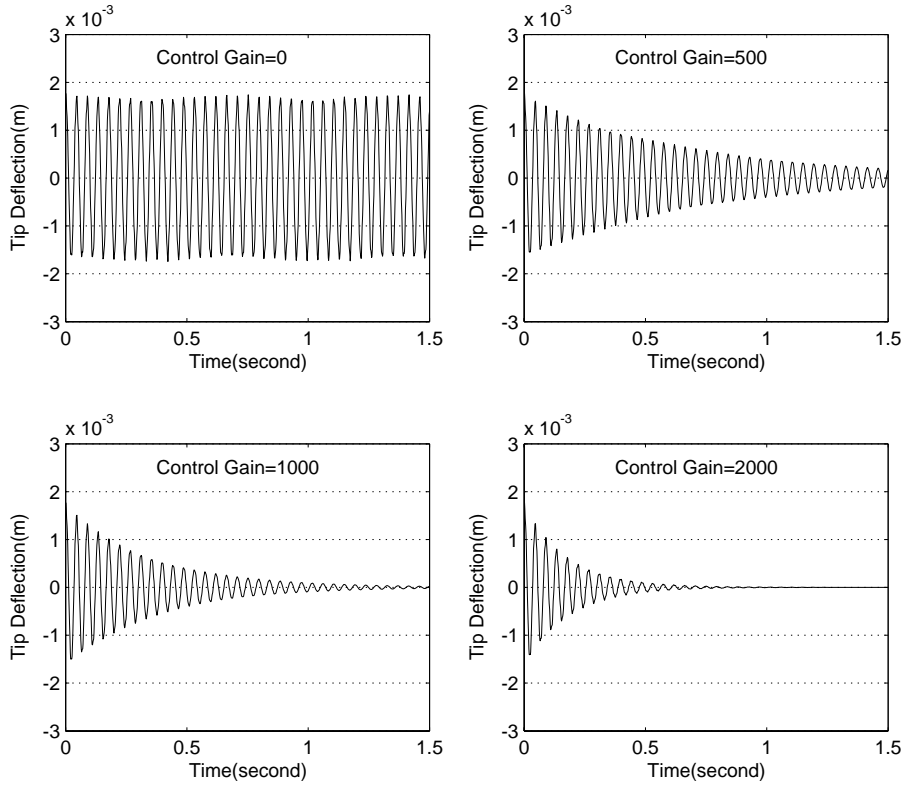 x 10^-3
3
2
1
0
-1
-2
-3
Tip Deflection(m)
Control Gain=0
0 0.5 1 1.5
Time(second)
x 10^-3
3
2
1
0
-1
-2
-3
Tip Deflection(m)
Control Gain=500
0 0.5 1 1.5
Time(second)
x 10^-3
3
2
1
0
-1
-2
-3
Tip Deflection(m)
Control Gain=1000
0 0.5 1 1.5
Time(second)
x 10^-3
3
2
1
0
-1
-2
-3
Tip Deflection(m)
Control Gain=2000
0 0.5 1 1.5
Time(second)